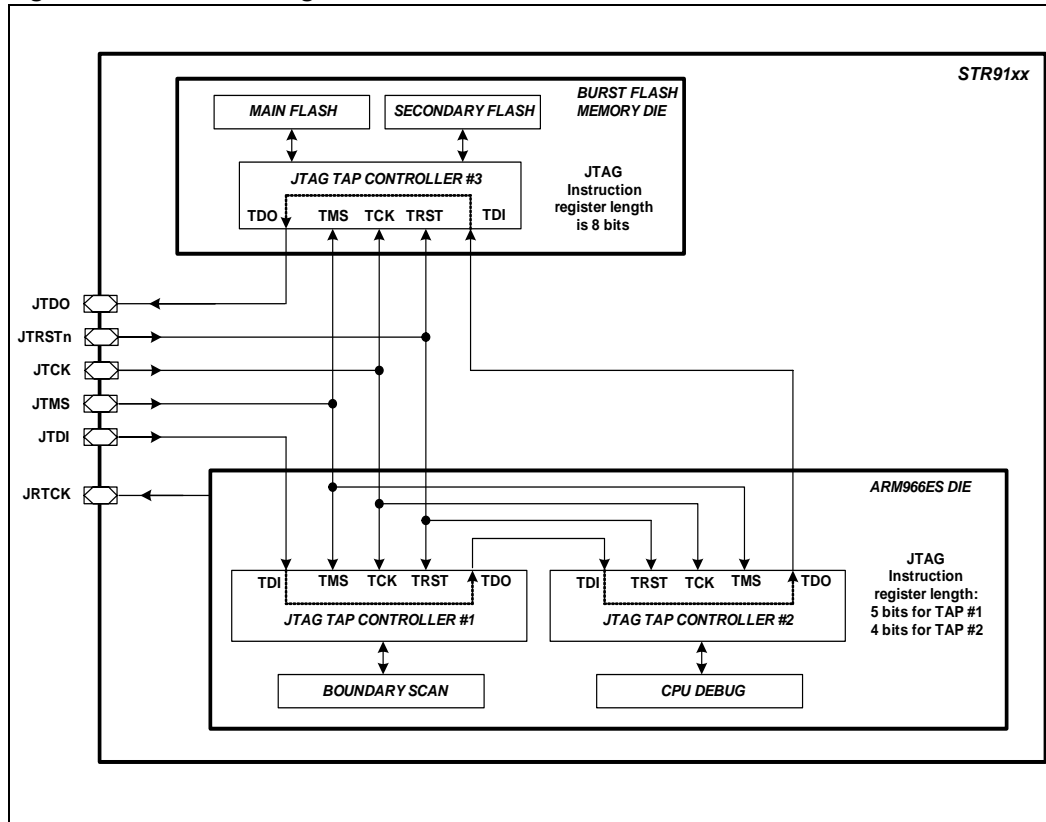 STR91xx
BURST FLASH
MEMORY DIE
MAIN FLASH
SECONDARY FLASH
JTAG TAP CONTROLLER #3
TDO TMS TCK TRST TDI
JTAG
Instruction
register length
is 8 bits
JTDO
JTRSTn
JTCK
JTMS
JTDI
JRTCK
ARM966ES DIE
TDI TMS TCK TRST TDO
JTAG TAP CONTROLLER #1
BOUNDARY SCAN
TDI TRST TCK TMS TDO
JTAG TAP CONTROLLER #2
CPU DEBUG
JTAG
Instruction
register length:
5 bits for TAP #1
4 bits for TAP #2